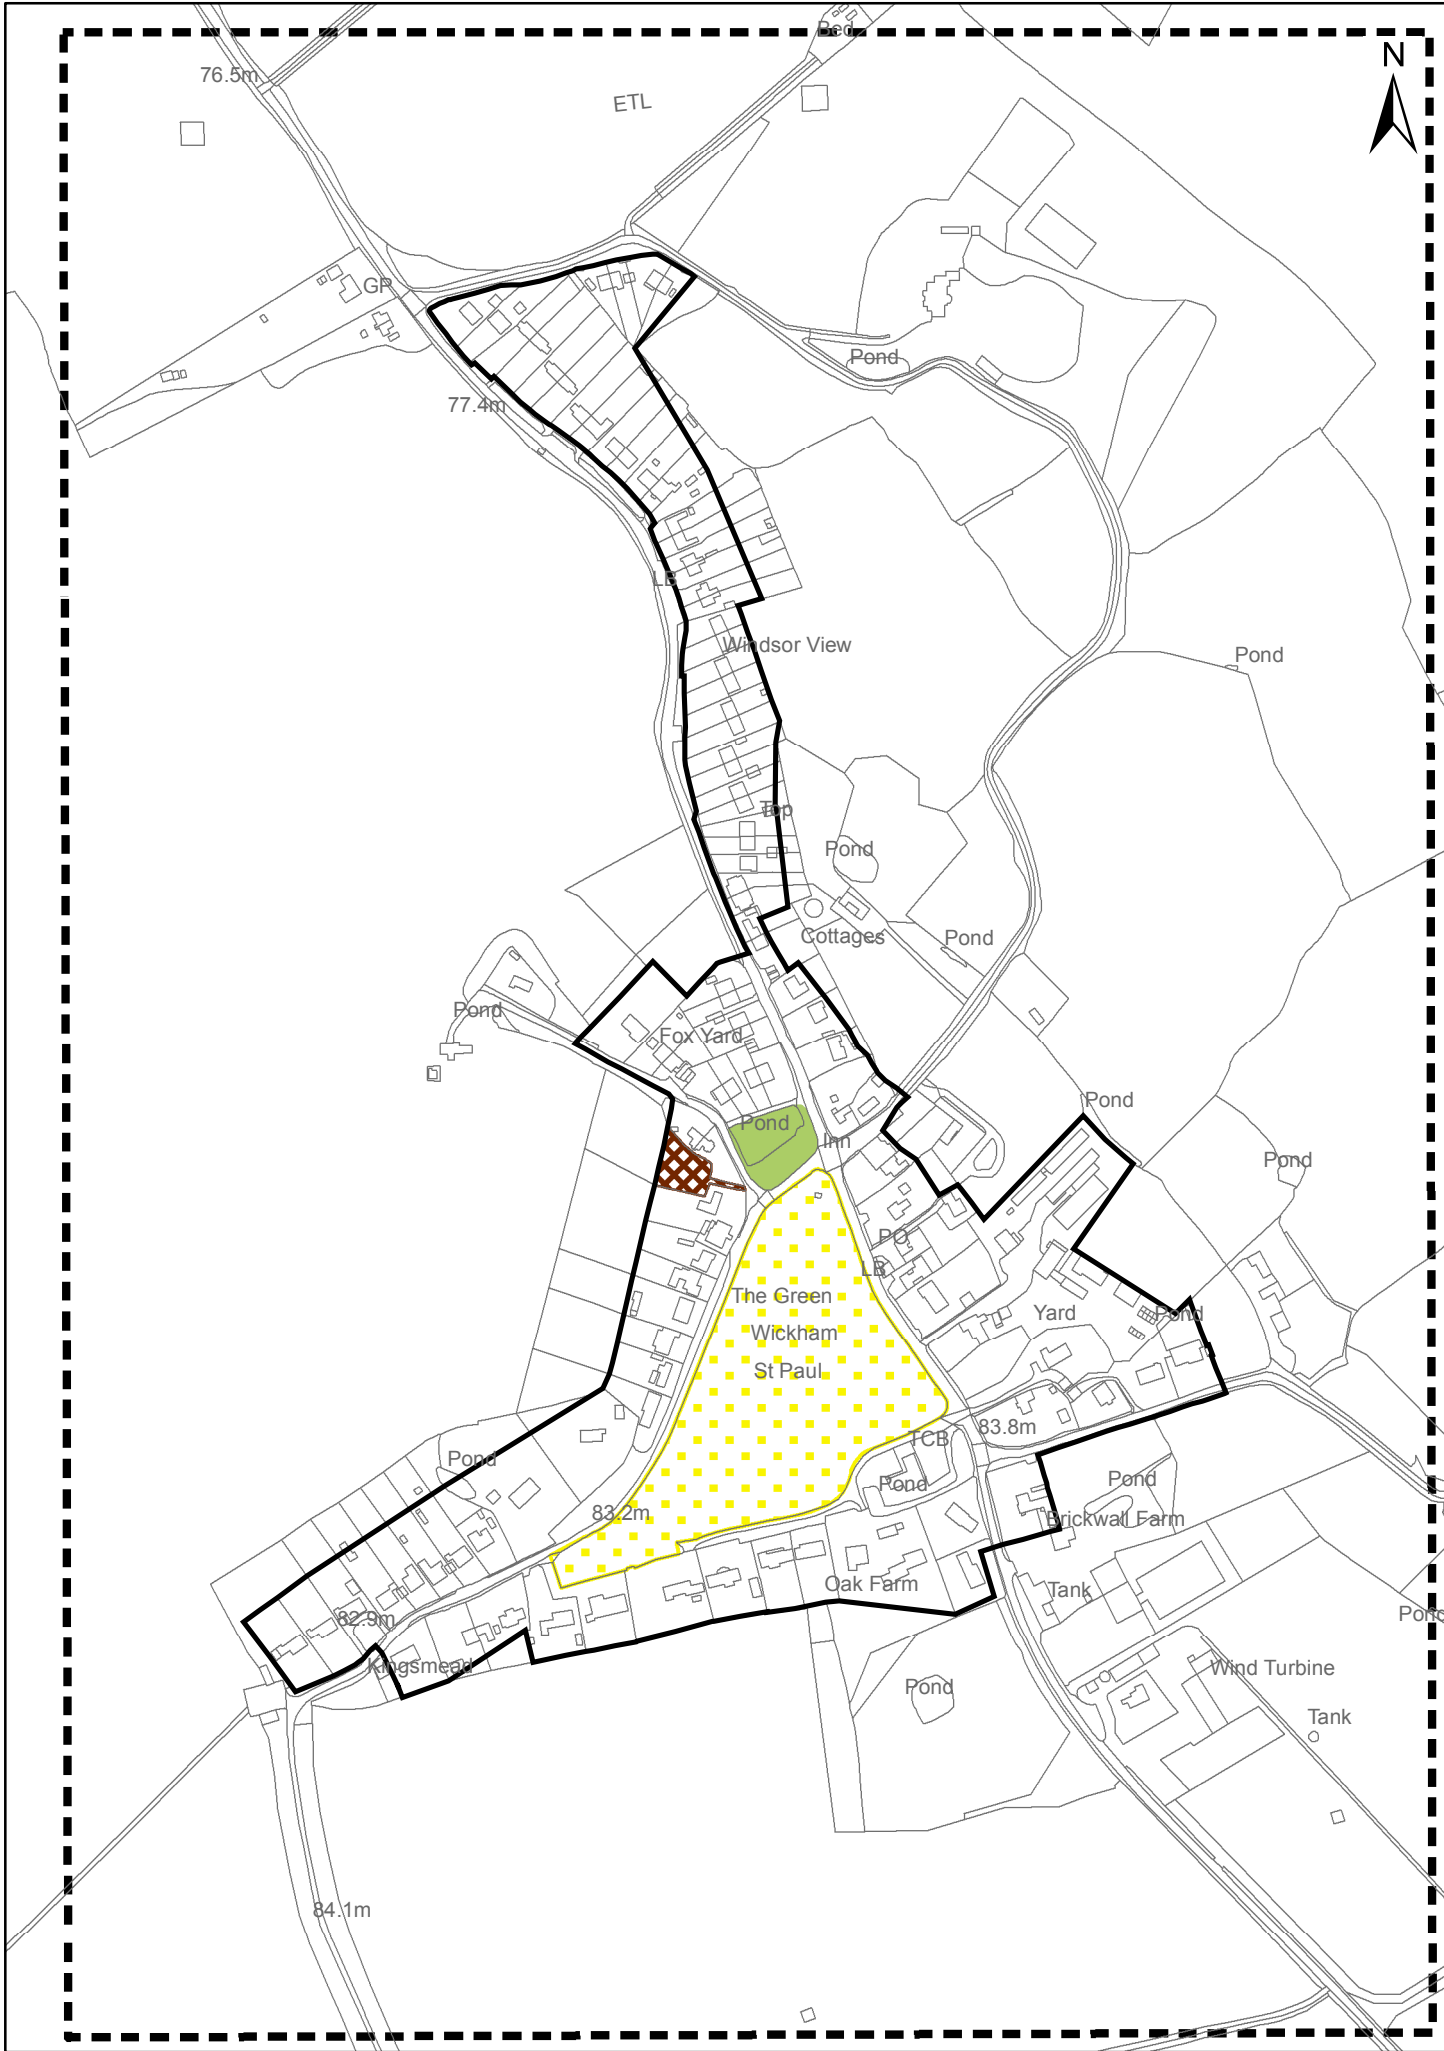 Bed
N
76.5m
ETL
GP
Pond
77.4m
LB
Windsor View
Pond
Top
Pond
Cottages
Pond
Pond
Fox Yard
Pond
Pond
Inn
Pond
PO
LB
The Green
Yard
Pond
Wickham
St Paul
83.8m
TCB
Pond
Pond
Pond
83.2m
Brickwall Farm
Oak Farm
Tank
Pond
82.9m
Kingsmead
Wind Turbine
Pond
Tank
84.1m